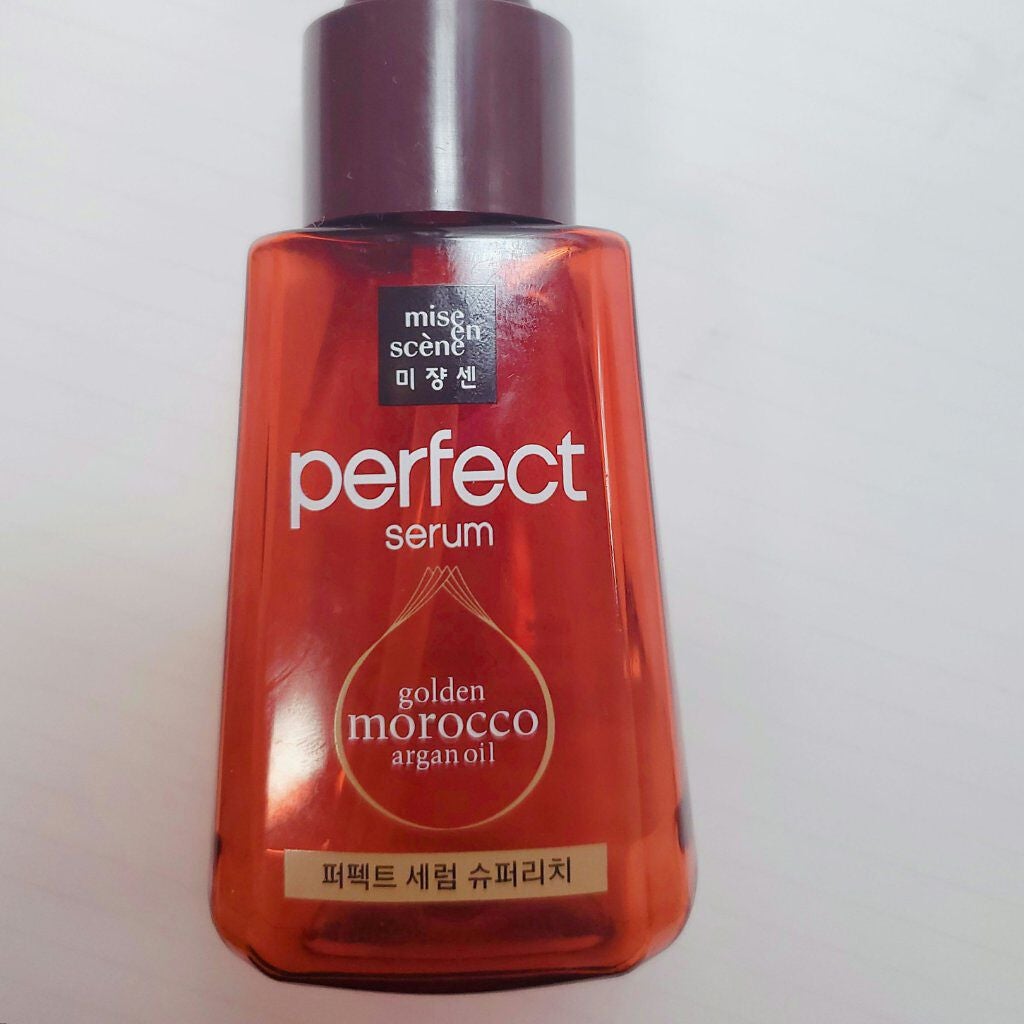 mise
en
scène
미쟝센
perfect
serum
golden
morocco
argan oil
퍼펙트 세럼 슈퍼리치